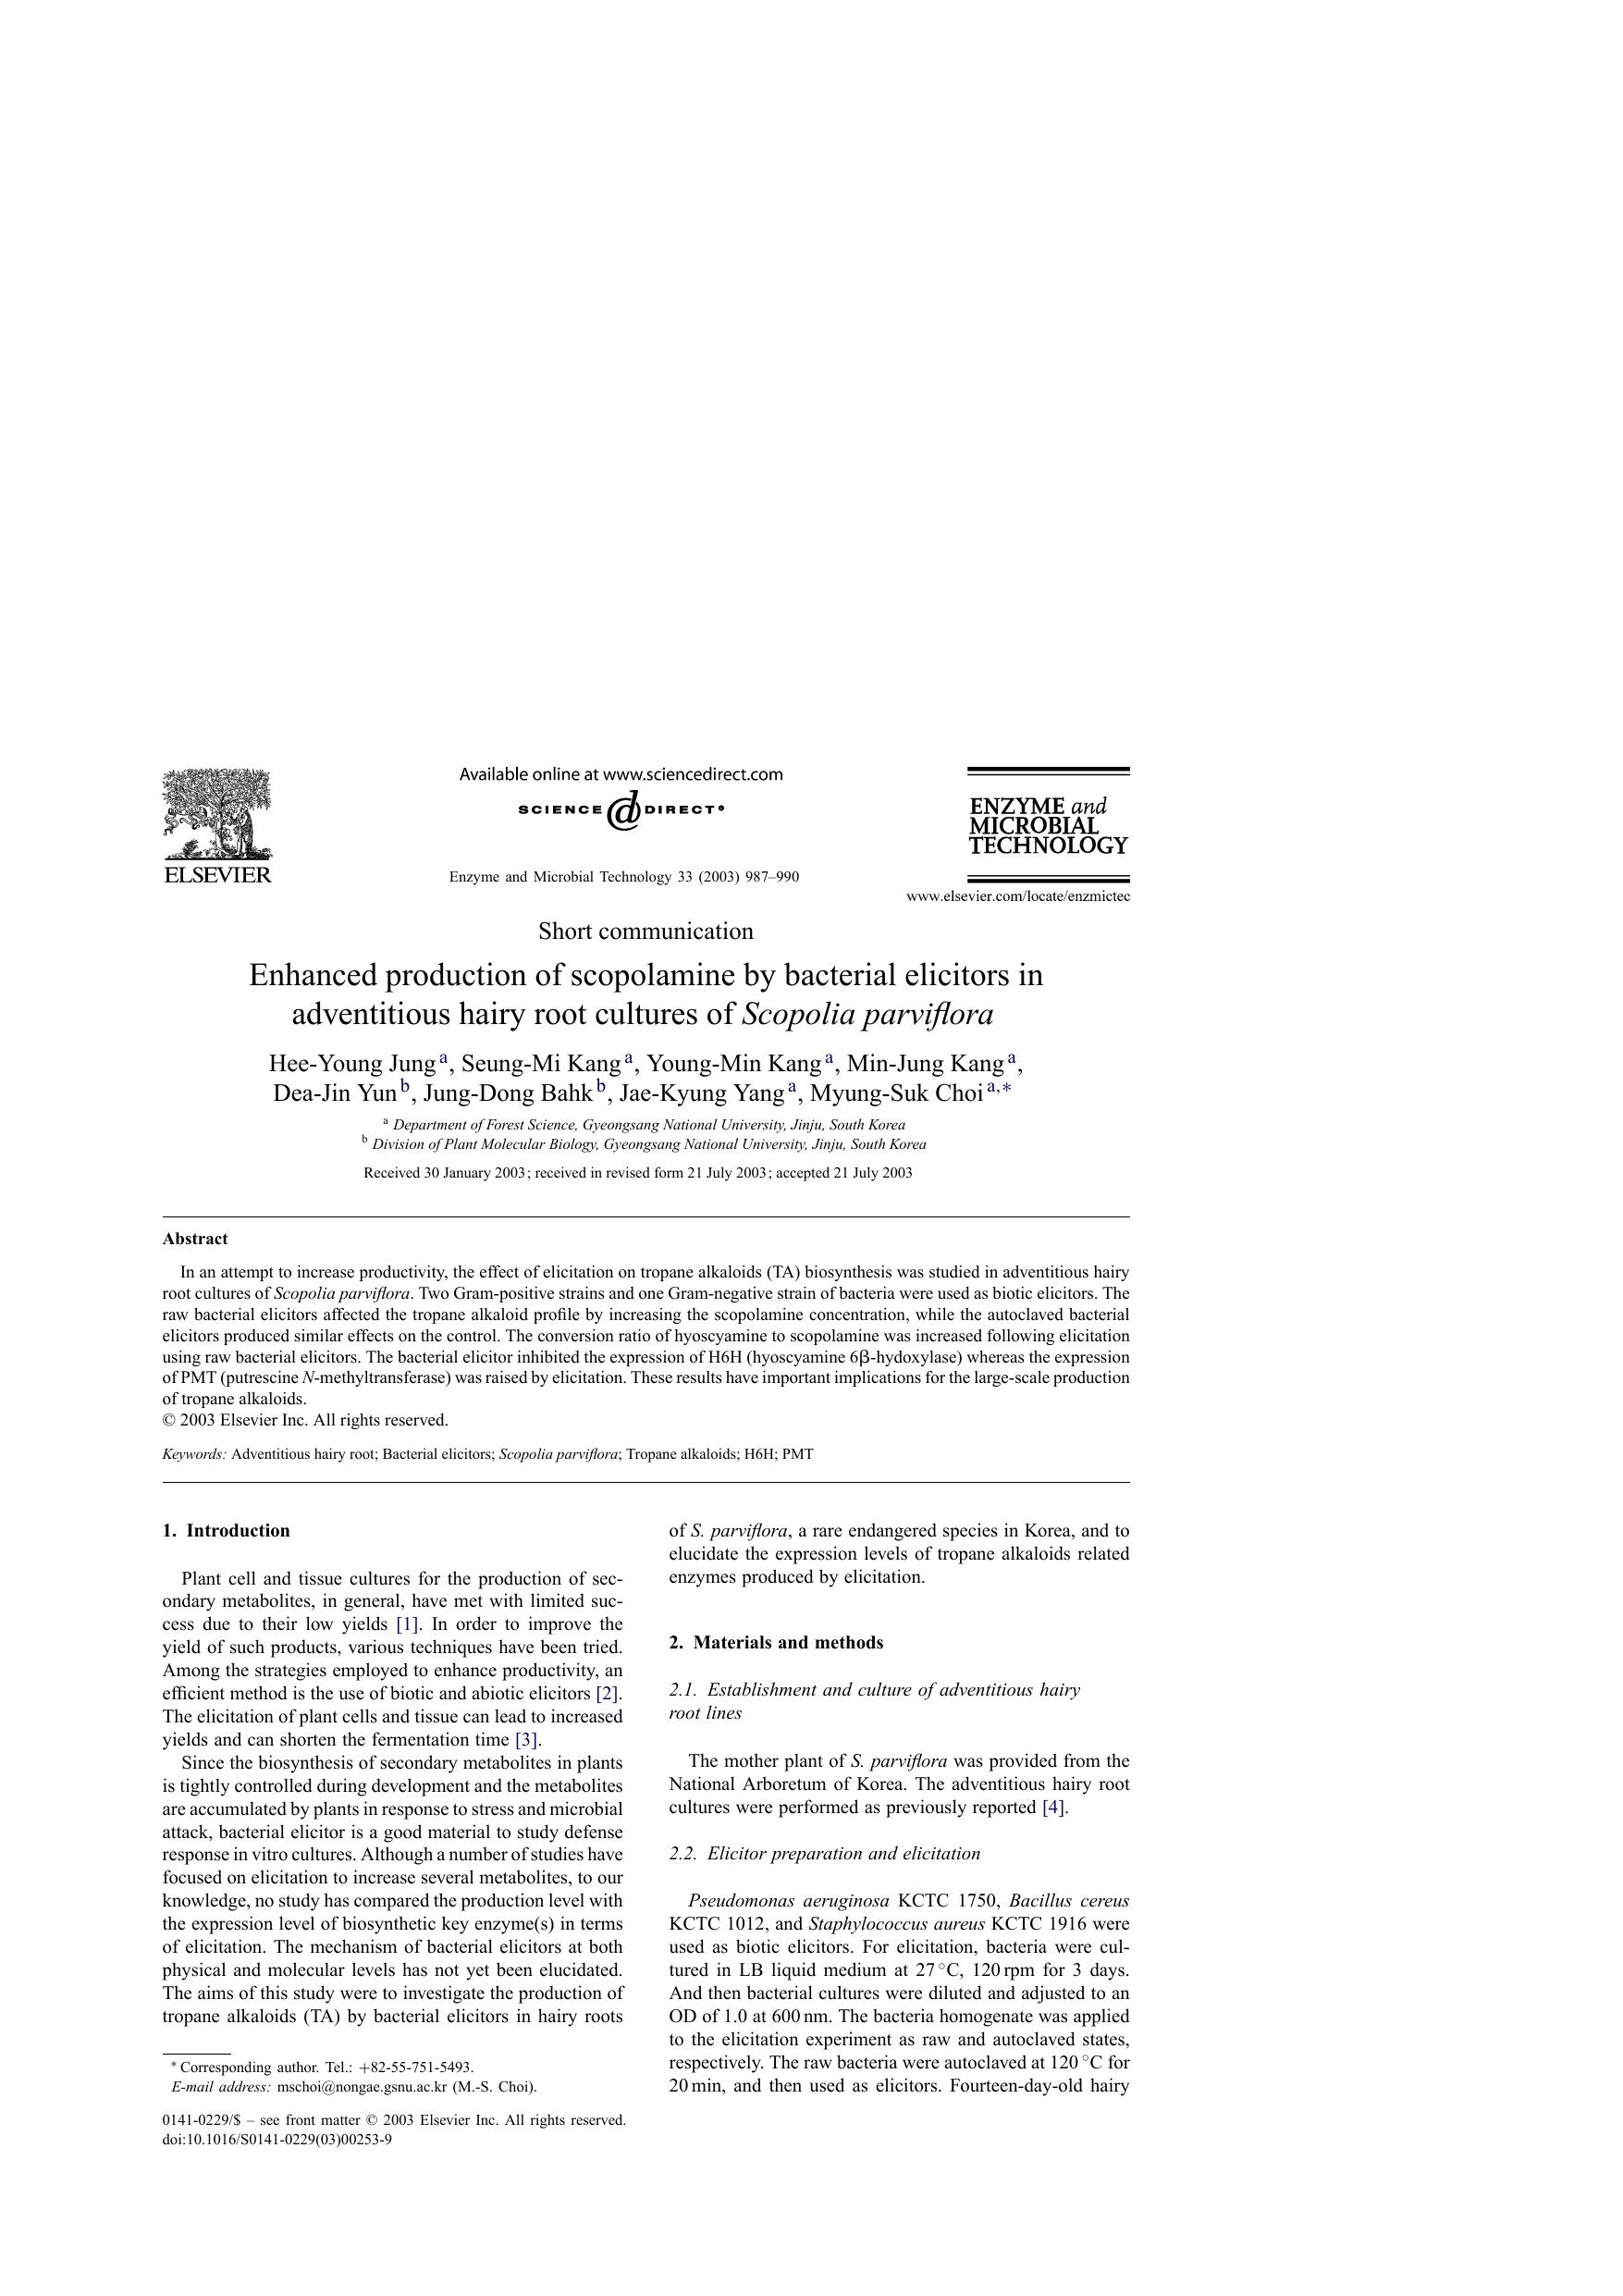 Available online at www.sciencedirect.com
SCIENCE @ DIRECT®
ENZYME and
MICROBIAL
TECHNOLOGY
ELSEVIER
Enzyme and Microbial Technology 33 (2003) 987–990
www.elsevier.com/locate/enzmictec
Short communication
Enhanced production of scopolamine by bacterial elicitors in
adventitious hairy root cultures of Scopolia parviflora
Hee-Young Jung a, Seung-Mi Kang a, Young-Min Kang a, Min-Jung Kang a,
Dea-Jin Yun b, Jung-Dong Bahk b, Jae-Kyung Yang a, Myung-Suk Choi a,∗
a Department of Forest Science, Gyeongsang National University, Jinju, South Korea
b Division of Plant Molecular Biology, Gyeongsang National University, Jinju, South Korea
Received 30 January 2003; received in revised form 21 July 2003; accepted 21 July 2003
Abstract
In an attempt to increase productivity, the effect of elicitation on tropane alkaloids (TA) biosynthesis was studied in adventitious hairy
root cultures of Scopolia parviflora. Two Gram-positive strains and one Gram-negative strain of bacteria were used as biotic elicitors. The
raw bacterial elicitors affected the tropane alkaloid profile by increasing the scopolamine concentration, while the autoclaved bacterial
elicitors produced similar effects on the control. The conversion ratio of hyoscyamine to scopolamine was increased following elicitation
using raw bacterial elicitors. The bacterial elicitor inhibited the expression of H6H (hyoscyamine 6β-hydoxylase) whereas the expression
of PMT (putrescine N-methyltransferase) was raised by elicitation. These results have important implications for the large-scale production
of tropane alkaloids.
© 2003 Elsevier Inc. All rights reserved.
Keywords: Adventitious hairy root; Bacterial elicitors; Scopolia parviflora; Tropane alkaloids; H6H; PMT
1. Introduction
Plant cell and tissue cultures for the production of sec-
ondary metabolites, in general, have met with limited suc-
cess due to their low yields [1]. In order to improve the
yield of such products, various techniques have been tried.
Among the strategies employed to enhance productivity, an
efficient method is the use of biotic and abiotic elicitors [2].
The elicitation of plant cells and tissue can lead to increased
yields and can shorten the fermentation time [3].
Since the biosynthesis of secondary metabolites in plants
is tightly controlled during development and the metabolites
are accumulated by plants in response to stress and microbial
attack, bacterial elicitor is a good material to study defense
response in vitro cultures. Although a number of studies have
focused on elicitation to increase several metabolites, to our
knowledge, no study has compared the production level with
the expression level of biosynthetic key enzyme(s) in terms
of elicitation. The mechanism of bacterial elicitors at both
physical and molecular levels has not yet been elucidated.
The aims of this study were to investigate the production of
tropane alkaloids (TA) by bacterial elicitors in hairy roots
∗ Corresponding author. Tel.: +82-55-751-5493.
E-mail address: mschoi@nongae.gsnu.ac.kr (M.-S. Choi).
of S. parviflora, a rare endangered species in Korea, and to
elucidate the expression levels of tropane alkaloids related
enzymes produced by elicitation.
2. Materials and methods
2.1. Establishment and culture of adventitious hairy
root lines
The mother plant of S. parviflora was provided from the
National Arboretum of Korea. The adventitious hairy root
cultures were performed as previously reported [4].
2.2. Elicitor preparation and elicitation
Pseudomonas aeruginosa KCTC 1750, Bacillus cereus
KCTC 1012, and Staphylococcus aureus KCTC 1916 were
used as biotic elicitors. For elicitation, bacteria were cul-
tured in LB liquid medium at 27 °C, 120 rpm for 3 days.
And then bacterial cultures were diluted and adjusted to an
OD of 1.0 at 600 nm. The bacteria homogenate was applied
to the elicitation experiment as raw and autoclaved states,
respectively. The raw bacteria were autoclaved at 120 °C for
20 min, and then used as elicitors. Fourteen-day-old hairy
0141-0229/$ – see front matter © 2003 Elsevier Inc. All rights reserved.
doi:10.1016/S0141-0229(03)00253-9